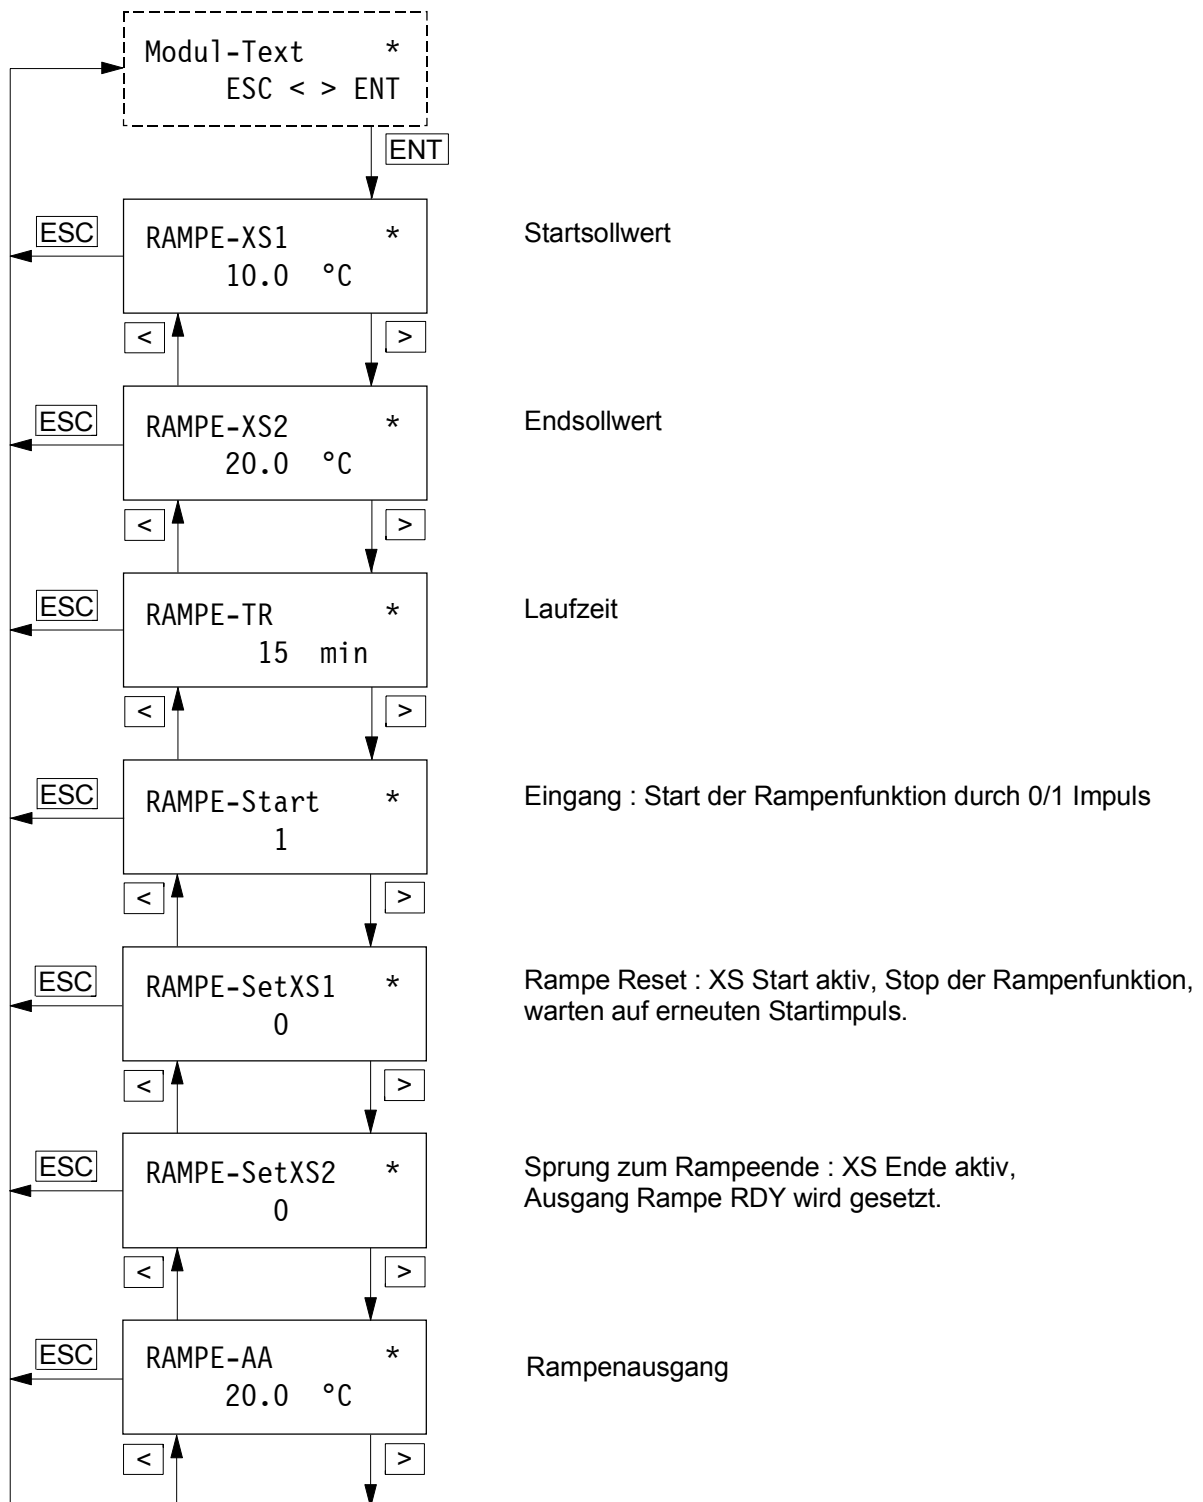 Modul-Text *
ESC < > ENT
ENT
ESC
RAMPE-XS1 *
10.0 °C
Startsollwert
< >
ESC
RAMPE-XS2 *
20.0 °C
Endsollwert
< >
ESC
RAMPE-TR *
15 min
Laufzeit
< >
ESC
RAMPE-Start *
1
Eingang : Start der Rampenfunktion durch 0/1 Impuls
< >
ESC
RAMPE-SetXS1 *
0
Rampe Reset : XS Start aktiv, Stop der Rampenfunktion,
warten auf erneuten Startimpuls.
< >
ESC
RAMPE-SetXS2 *
0
Sprung zum Rampeende : XS Ende aktiv,
Ausgang Rampe RDY wird gesetzt.
< >
ESC
RAMPE-AA *
20.0 °C
Rampenausgang
< >